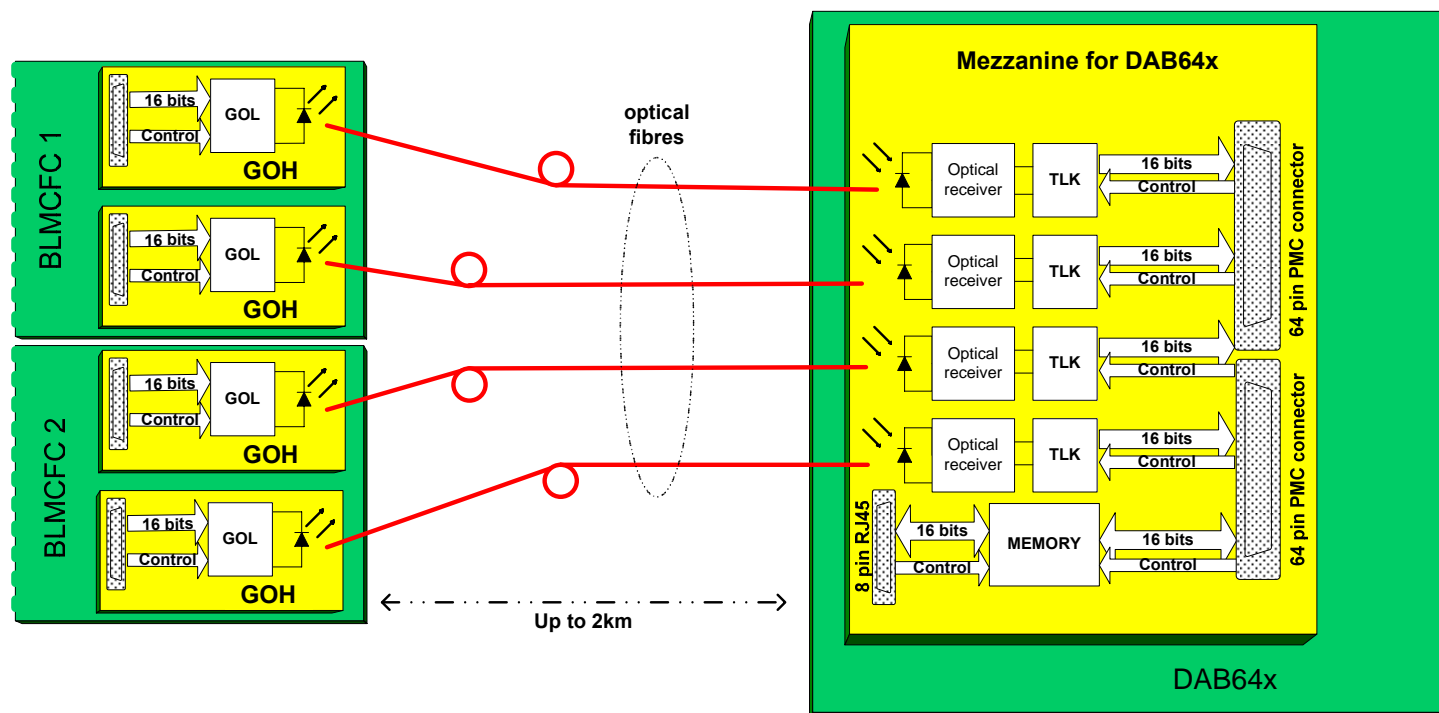 BLMCFC 1
16 bits
Control
GOL
GOH
16 bits
Control
GOL
GOH
BLMCFC 2
16 bits
Control
GOL
GOH
16 bits
Control
GOL
GOH
optical
fibres
Up to 2km
Mezzanine for DAB64x
Optical
receiver
TLK
16 bits
Control
Optical
receiver
TLK
16 bits
Control
64 pin PMC connector
Optical
receiver
TLK
16 bits
Control
Optical
receiver
TLK
16 bits
Control
8 pin RJ45
16 bits
Control
MEMORY
16 bits
Control
64 pin PMC connector
DAB64x